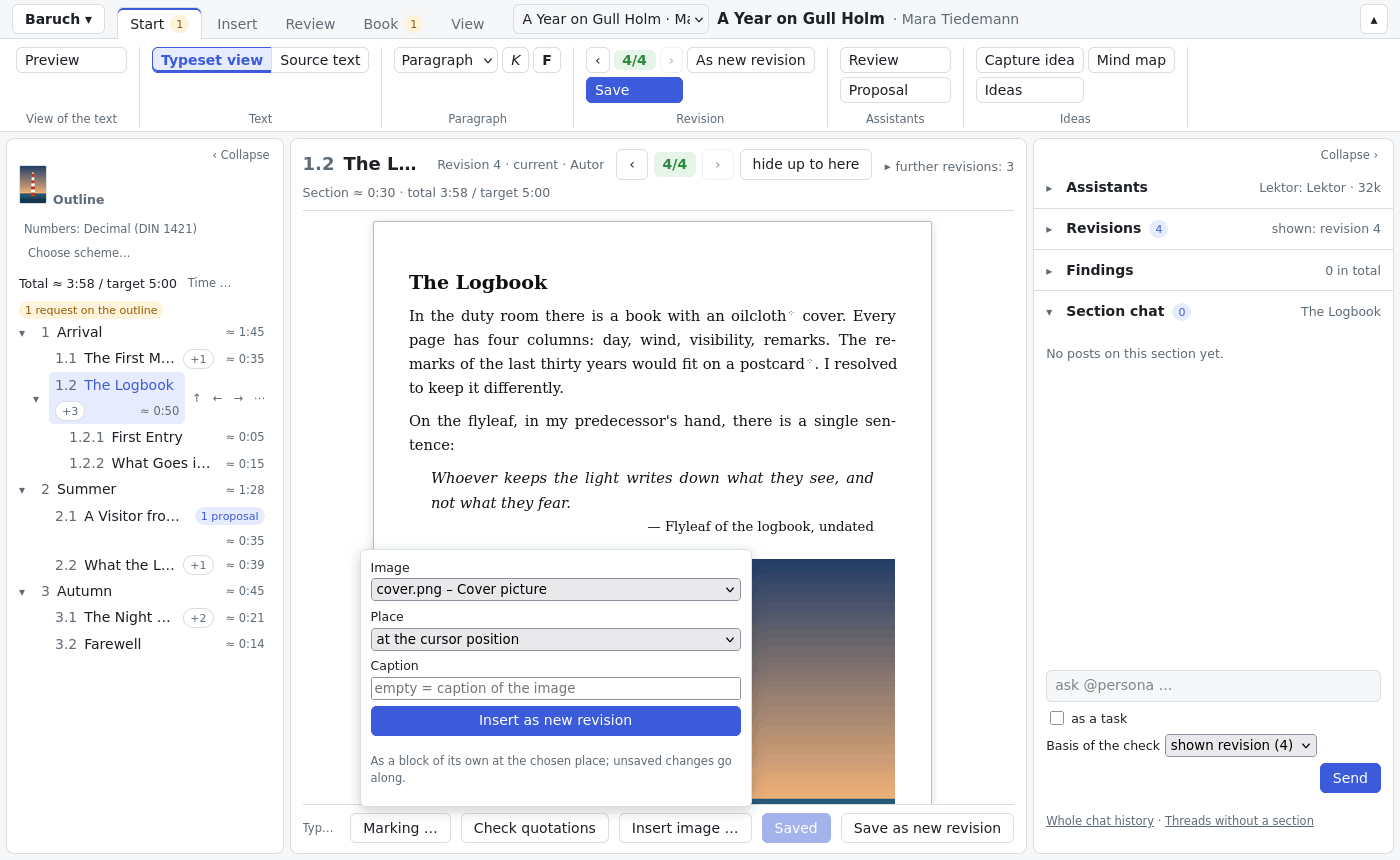 Baruch ▾
Start 1
Insert
Review
Book 1
View
A Year on Gull Holm · Ma
A Year on Gull Holm · Mara Tiedemann
▴
Preview
View of the text
Typeset view
Source text
Text
Paragraph
K
F
Paragraph
‹
4/4
›
As new revision
Save
Revision
Review
Proposal
Assistants
Capture idea
Mind map
Ideas
Ideas
‹ Collapse
Outline
Numbers: Decimal (DIN 1421)
Choose scheme…
Total ≈ 3:58 / target 5:00 Time …
1 request on the outline
▾ 1 Arrival ≈ 1:45
1.1 The First M… +1 ≈ 0:35
▾ 1.2 The Logbook ↑ ← → ···
+3 ≈ 0:50
1.2.1 First Entry ≈ 0:05
1.2.2 What Goes i… ≈ 0:15
▾ 2 Summer ≈ 1:28
2.1 A Visitor fro… 1 proposal
≈ 0:35
2.2 What the L… +1 ≈ 0:39
▾ 3 Autumn ≈ 0:45
3.1 The Night … +2 ≈ 0:21
3.2 Farewell ≈ 0:14
1.2 The L… Revision 4 · current · Autor ‹ 4/4 › hide up to here ▸ further revisions: 3
Section ≈ 0:30 · total 3:58 / target 5:00
The Logbook
In the duty room there is a book with an oilcloth cover. Every
page has four columns: day, wind, visibility, remarks. The re-
marks of the last thirty years would fit on a postcard. I resolved
to keep it differently.
On the flyleaf, in my predecessor's hand, there is a single sen-
tence:
Whoever keeps the light writes down what they see, and
not what they fear.
— Flyleaf of the logbook, undated
Image
cover.png – Cover picture
Place
at the cursor position
Caption
empty = caption of the image
Insert as new revision
As a block of its own at the chosen place; unsaved changes go
along.
Typ…
Marking …
Check quotations
Insert image …
Saved
Save as new revision
Collapse ›
▸ Assistants Lektor: Lektor · 32k
▸ Revisions 4 shown: revision 4
▸ Findings 0 in total
▾ Section chat 0 The Logbook
No posts on this section yet.
ask @persona …
as a task
Basis of the check shown revision (4)
Send
Whole chat history · Threads without a section